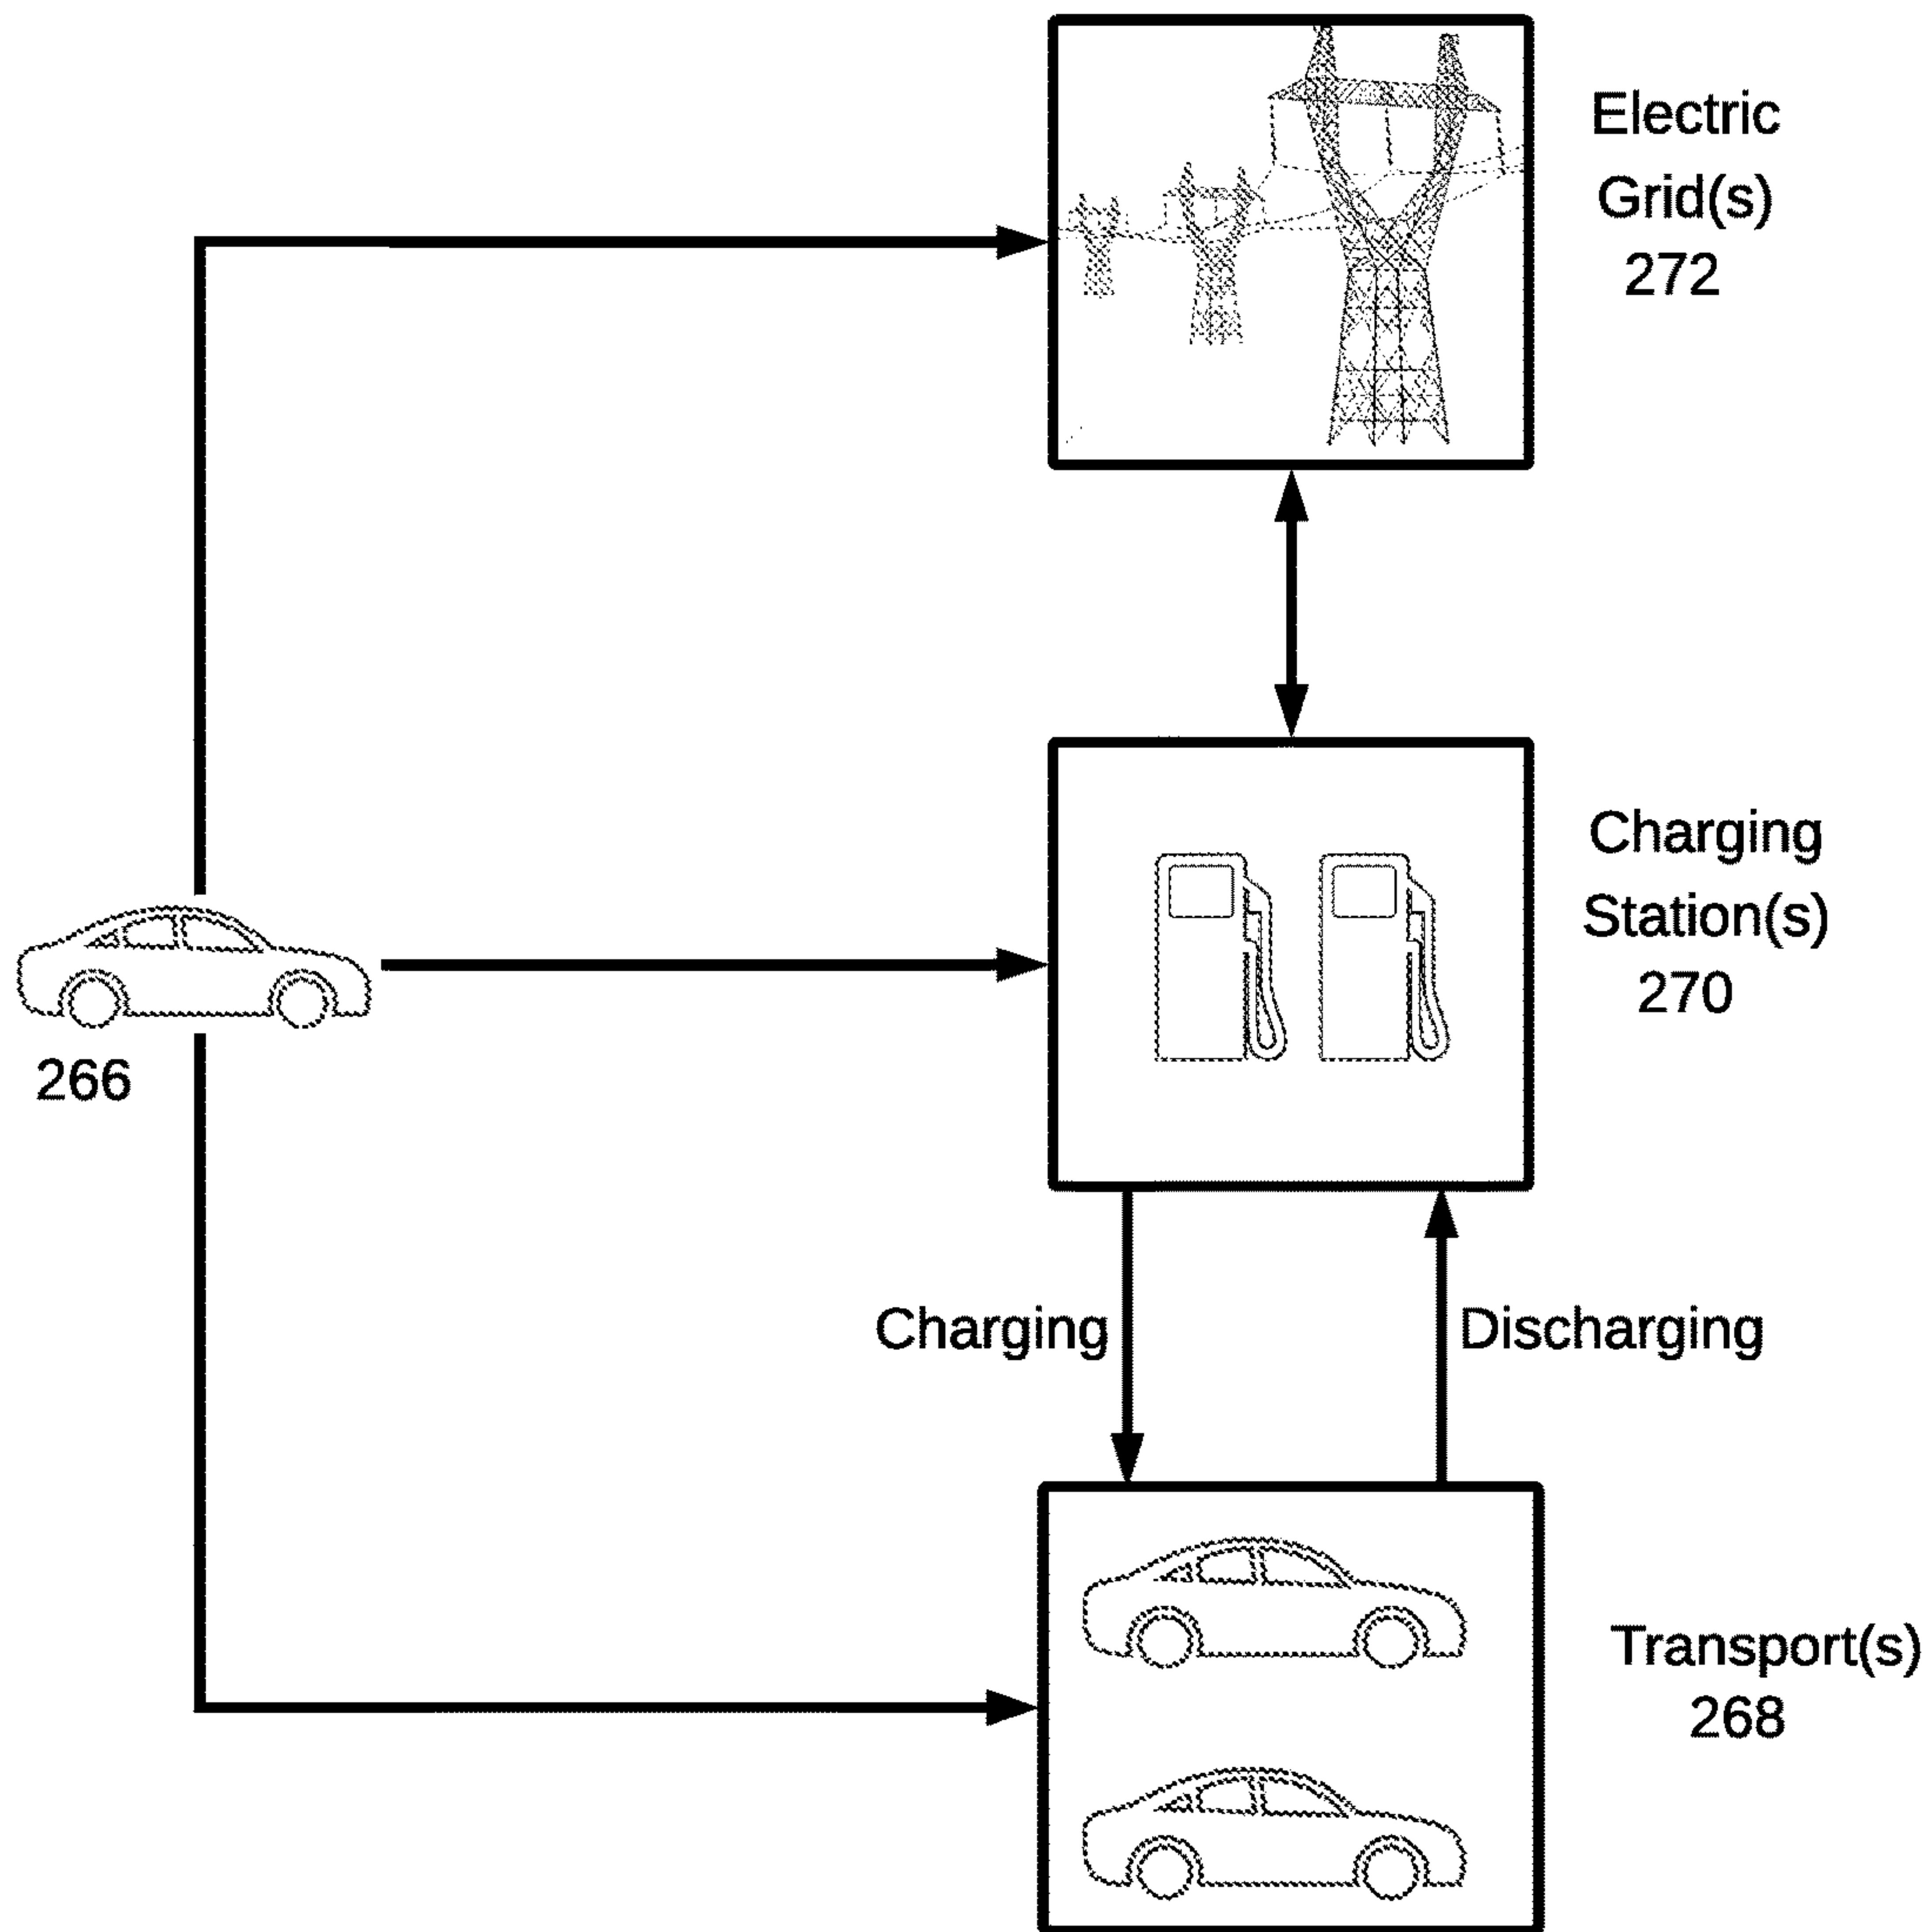 Electric
Grid(s)
272
Charging
Station(s)
270
266
Charging
Discharging
Transport(s)
268